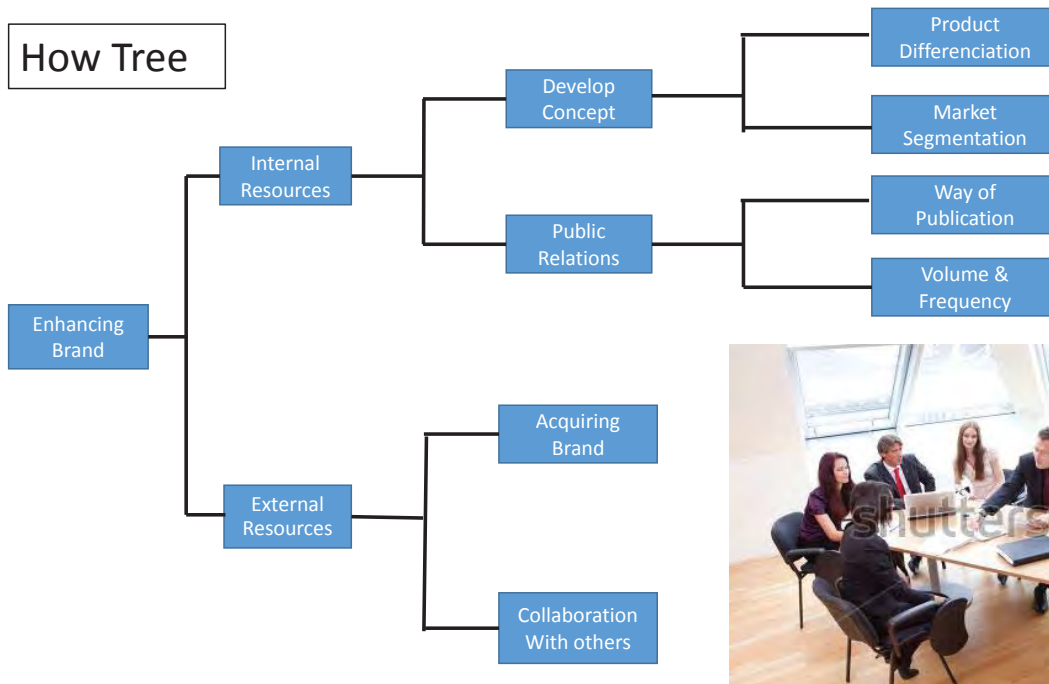 How Tree
Product
Differenciation
Develop
Concept
Market
Segmentation
Internal
Resources
Way of
Publication
Public
Relations
Volume &
Frequency
Enhancing
Brand
Acquiring
Brand
External
Resources
Collaboration
With others
shutters